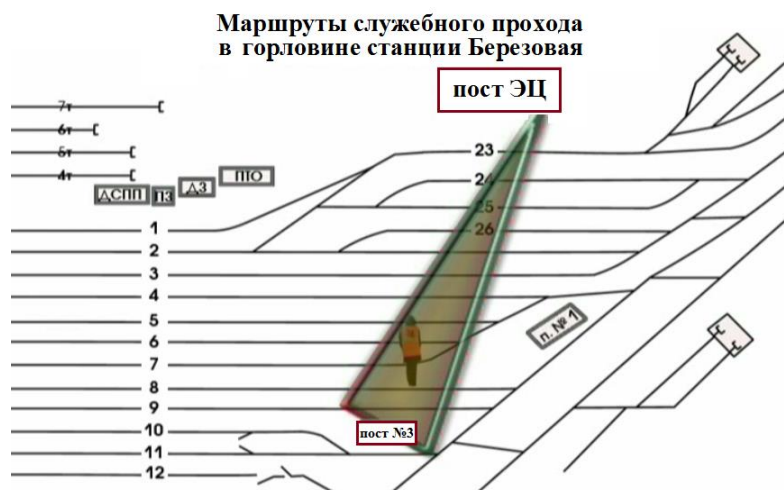 Маршруты служебного прохода
в горловине станции Березовая
пост ЭЦ
7т
6т
5т
4т
ДСПП
ПЗ
ДЗ
ПТО
23
24
25
26
1
2
3
4
5
6
7
8
9
10
11
12
п. № 1
пост №3